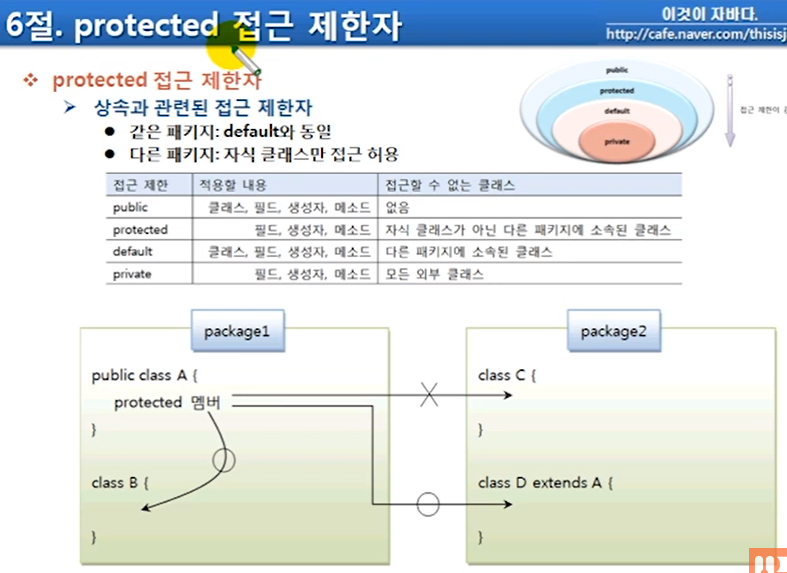 6절. protected 접근 제한자
이것이 자바다.
http://cafe.naver.com/thisisj
protected 접근 제한자
상속과 관련된 접근 제한자
같은 패키지: default와 동일
다른 패키지: 자식 클래스만 접근 허용
public
protected
default
private
접근 제한이
접근 제한 적용할 내용 접근할 수 없는 클래스
public 클래스, 필드, 생성자, 메소드 없음
protected 필드, 생성자, 메소드 자식 클래스가 아닌 다른 패키지에 소속된 클래스
default 클래스, 필드, 생성자, 메소드 다른 패키지에 소속된 클래스
private 필드, 생성자, 메소드 모든 외부 클래스
package1
public class A {
protected 멤버
}
class B {
}
package2
class C {
}
class D extends A {
}